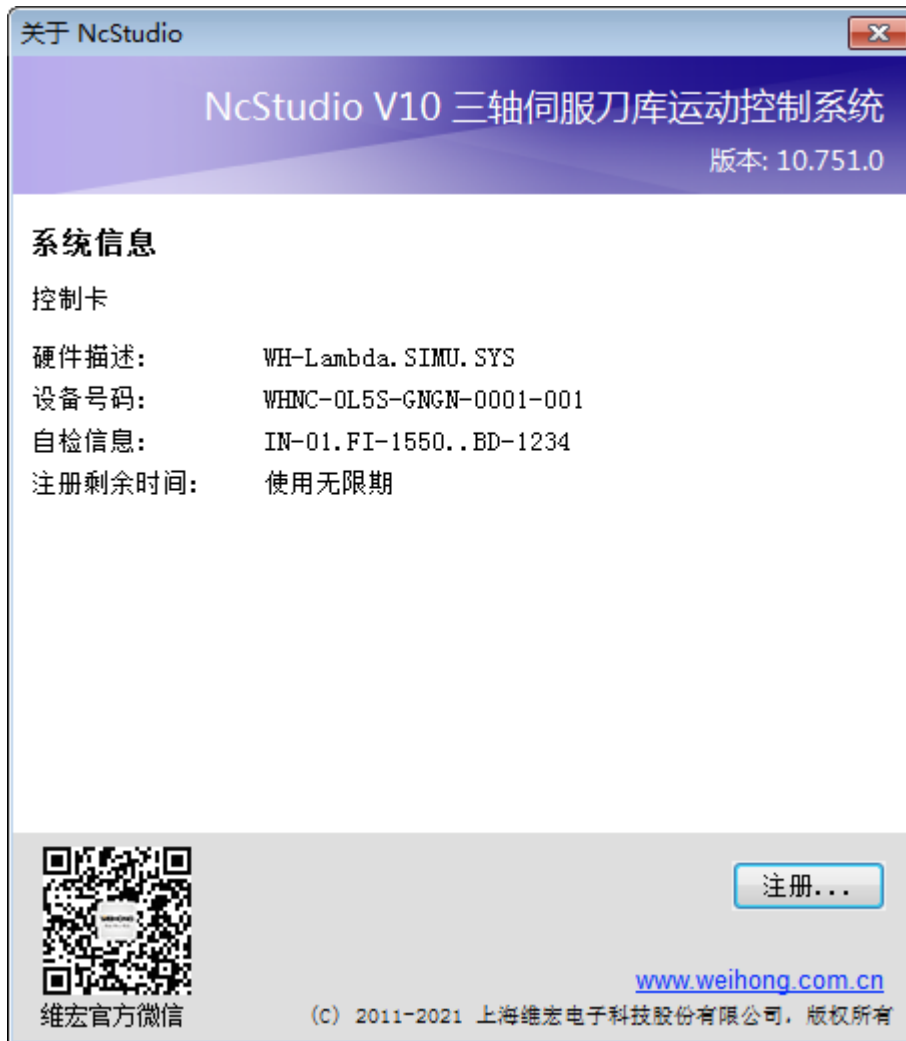 关于 NcStudio
NcStudio V10 三轴伺服刀库运动控制系统
版本: 10.751.0
系统信息
控制卡
硬件描述: WH-Lambda.SIMU.SYS
设备号码: WHNC-0L5S-GNGN-0001-001
自检信息: IN-01.FI-1550..BD-1234
注册剩余时间: 使用无限期
注册...
www.weihong.com.cn
维宏官方微信
(C) 2011-2021 上海维宏电子科技股份有限公司，版权所有